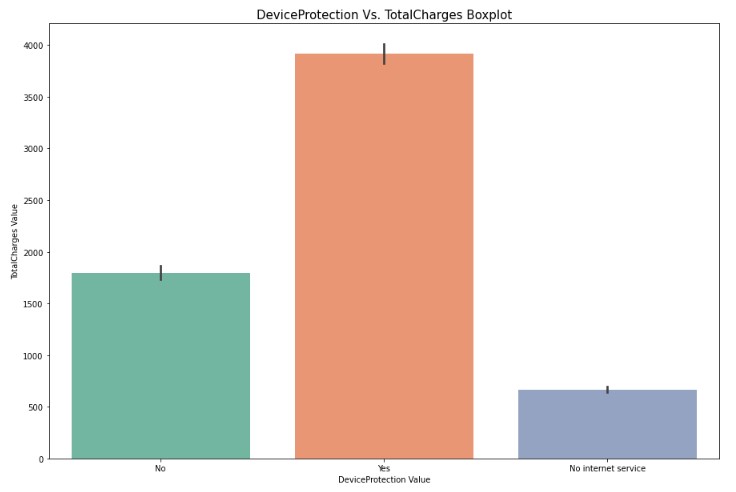 DeviceProtection Vs. TotalCharges Boxplot
4000
3500
3000
2500
2000
1500
1000
500
0
TotalCharges Value
No
Yes
No internet service
DeviceProtection Value